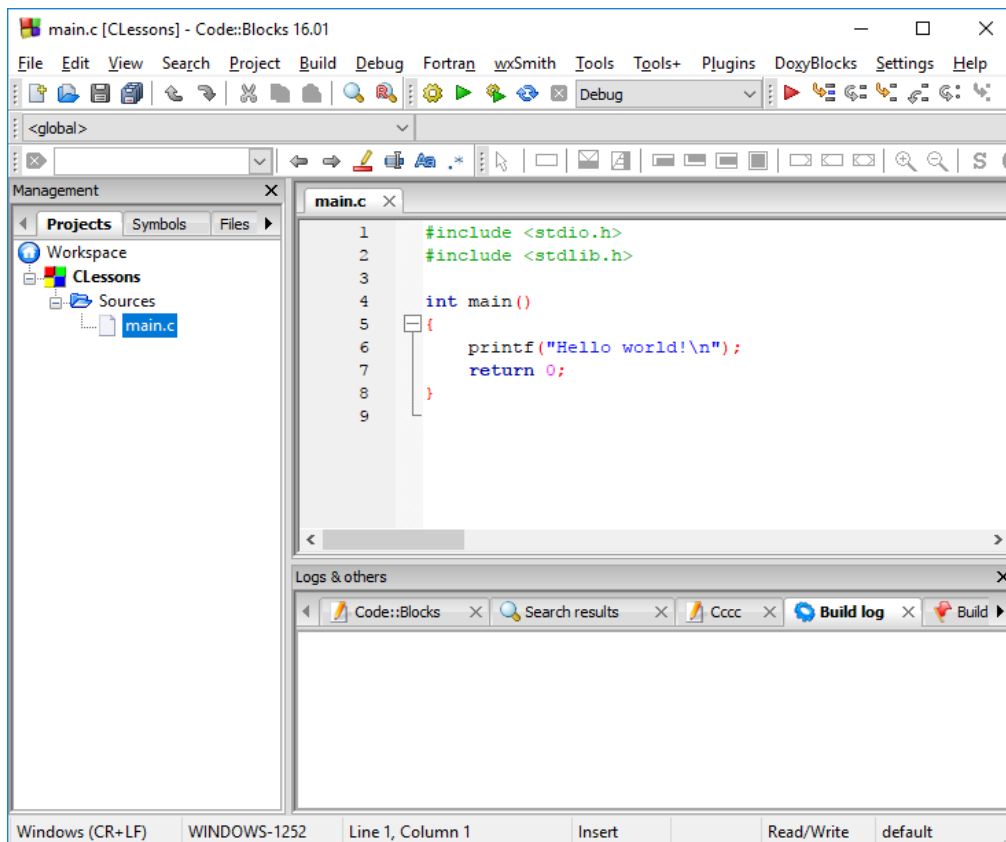 main.c [CLessons] - Code::Blocks 16.01
File Edit View Search Project Build Debug Fortran wxSmith Tools Tools+ Plugins DoxyBlocks Settings Help
Debug
<global>
Management
Projects Symbols Files
Workspace
CLessons
Sources
main.c
main.c
1 #include <stdio.h>
2 #include <stdlib.h>
3
4 int main()
5 {
6 printf("Hello world!\n");
7 return 0;
8 }
9
Logs & others
Code::Blocks Search results Cccc Build log Build
Windows (CR+LF) WINDOWS-1252 Line 1, Column 1 Insert Read/Write default